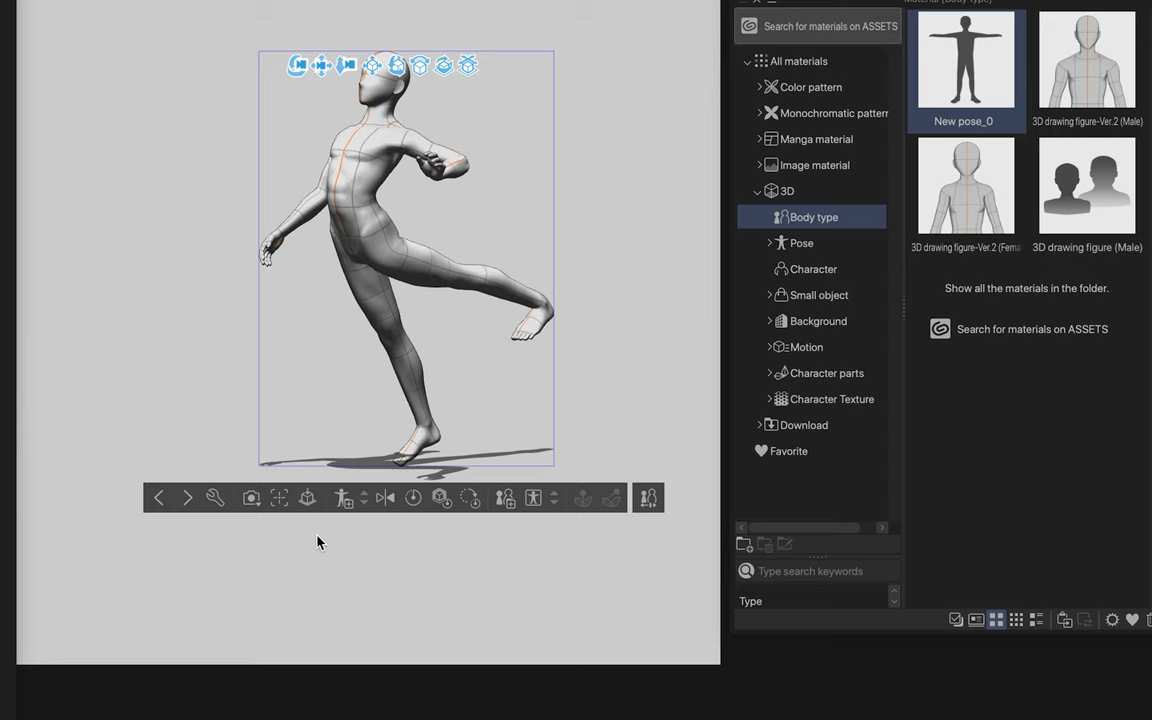 Material [Body type]
Search for materials on ASSETS
All materials
Color pattern
Monochromatic pattern
Manga material
Image material
3D
Body type
Pose
Character
Small object
Background
Motion
Character parts
Character Texture
Download
Favorite
Type search keywords
Type
New pose_0
3D drawing figure-Ver.2 (Male)
3D drawing figure-Ver.2 (Fema
3D drawing figure (Male)
Show all the materials in the folder.
Search for materials on ASSETS